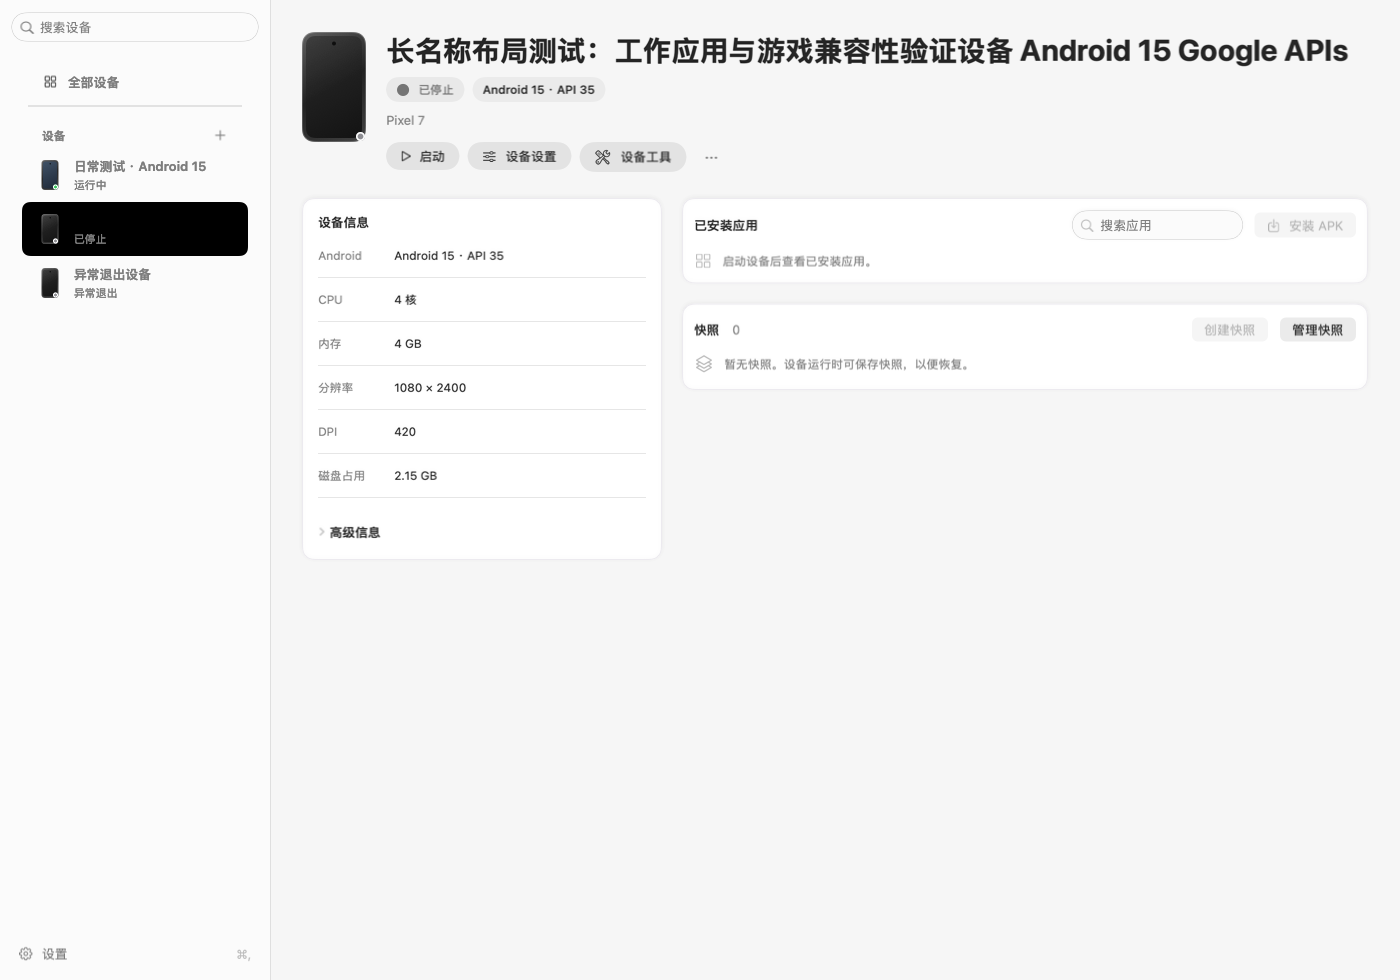 搜索设备
全部设备
设备
日常测试 · Android 15
运行中
已停止
异常退出设备
异常退出
设置
⌘,
长名称布局测试：工作应用与游戏兼容性验证设备 Android 15 Google APIs
已停止
Android 15 · API 35
Pixel 7
启动
设备设置
设备工具
设备信息
Android
Android 15 · API 35
CPU
4 核
内存
4 GB
分辨率
1080 × 2400
DPI
420
磁盘占用
2.15 GB
高级信息
已安装应用
搜索应用
安装 APK
启动设备后查看已安装应用。
快照 0
创建快照
管理快照
暂无快照。设备运行时可保存快照，以便恢复。